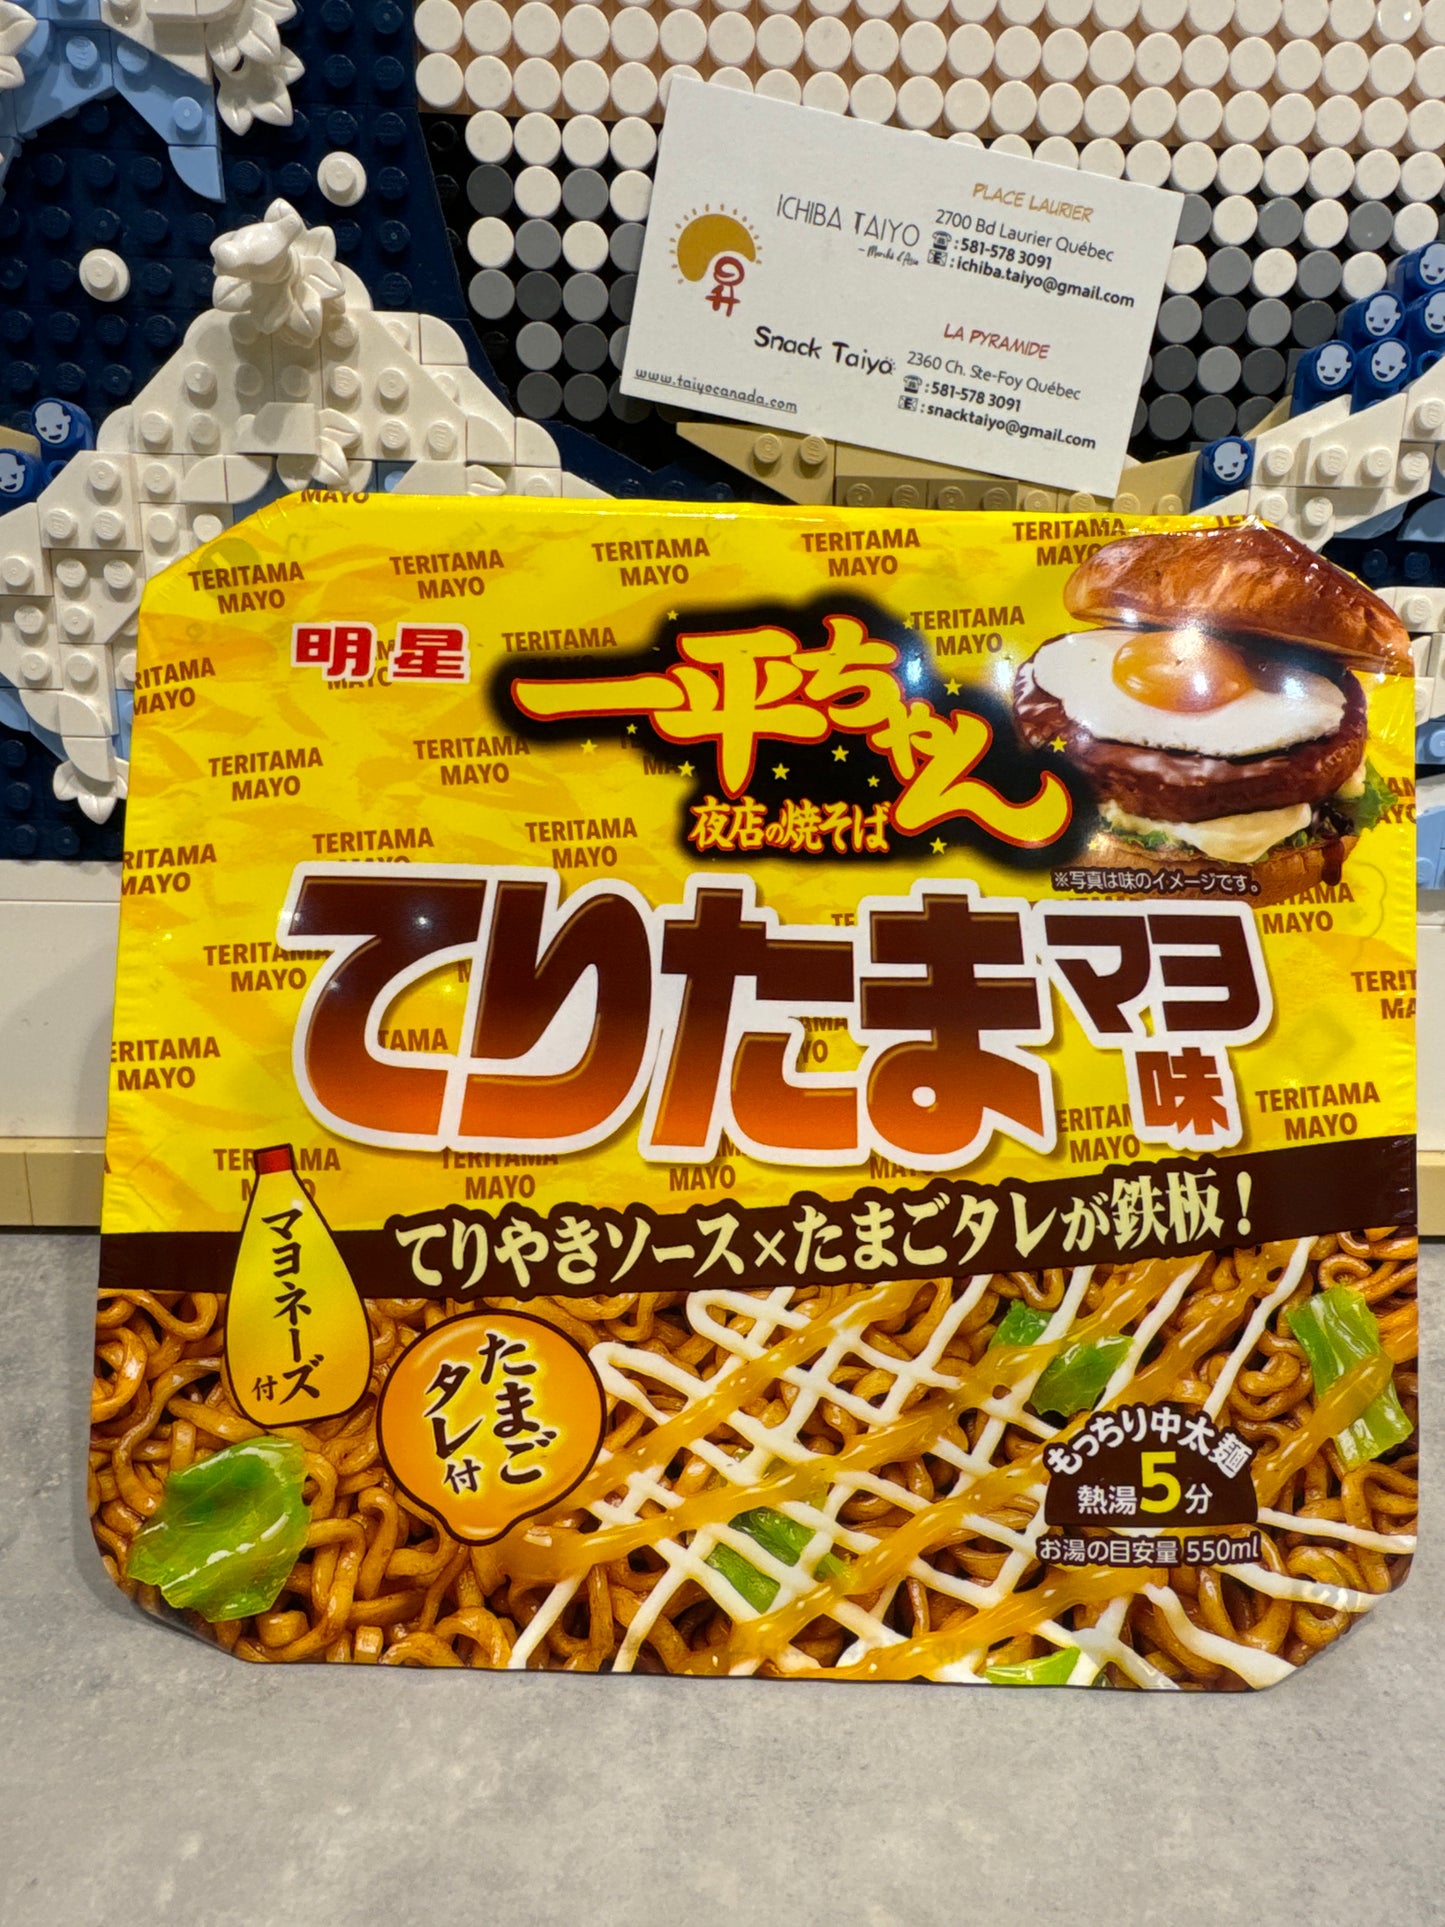 ICHIBA TAIYO
Snack Taiyo
www.taiyocanada.com
PLACE LAURIER
2700 Bd Laurier Québec
: 581-578 3091
: ichiba.taiyo@gmail.com
LA PYRAMIDE
2360 Ch. Ste-Foy Québec
: 581-578 3091
: snacktaiyo@gmail.com
TERITAMA MAYO
明星
一平ちゃん
夜店の焼そば
※写真は味のイメージです。
てりたまマヨ味
てりやきソース×たまごタレが鉄板!
マヨネーズ付
たまごタレ付
もっちり中太麺
熱湯5分
お湯の目安量 550ml